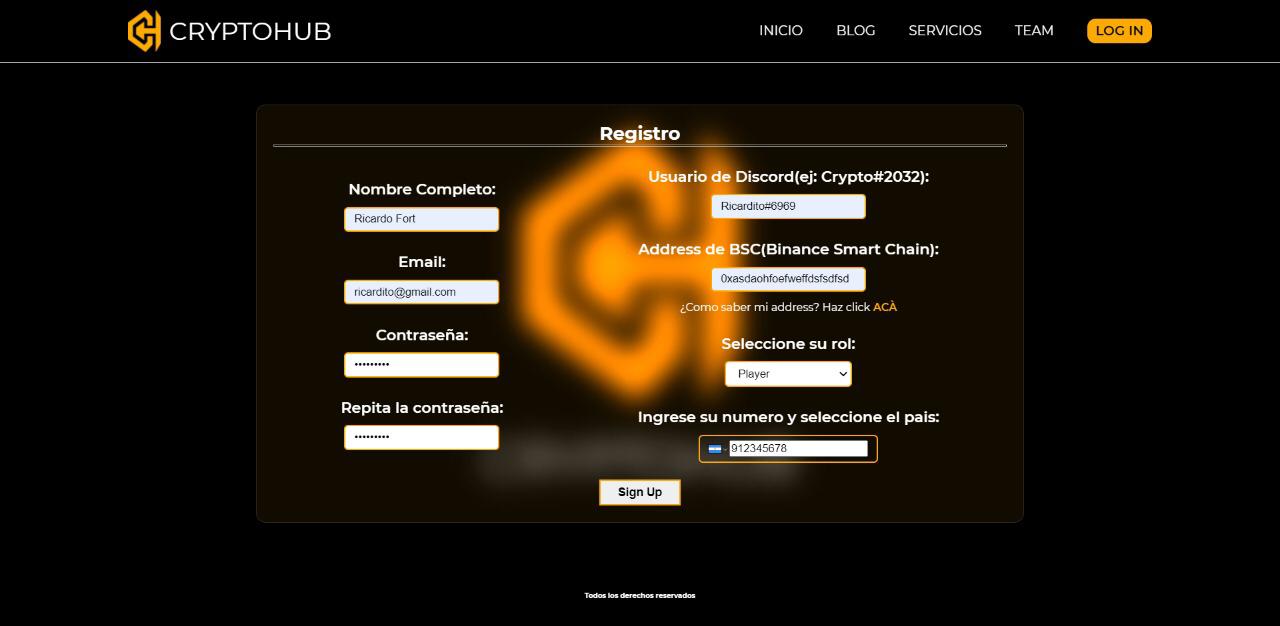 CRYPTOHUB
INICIO BLOG SERVICIOS TEAM LOG IN
Registro
Nombre Completo:
Ricardo Fort
Email:
ricardito@gmail.com
Contraseña:
•••••••••
Repita la contraseña:
•••••••••
Usuario de Discord(ej: Crypto#2032):
Ricardito#6969
Address de BSC(Binance Smart Chain):
0xasdaohfoefweffdsfsdfsd
¿Como saber mi address? Haz click ACÀ
Seleccione su rol:
Player
Ingrese su numero y seleccione el pais:
912345678
Sign Up
Todos los derechos reservados